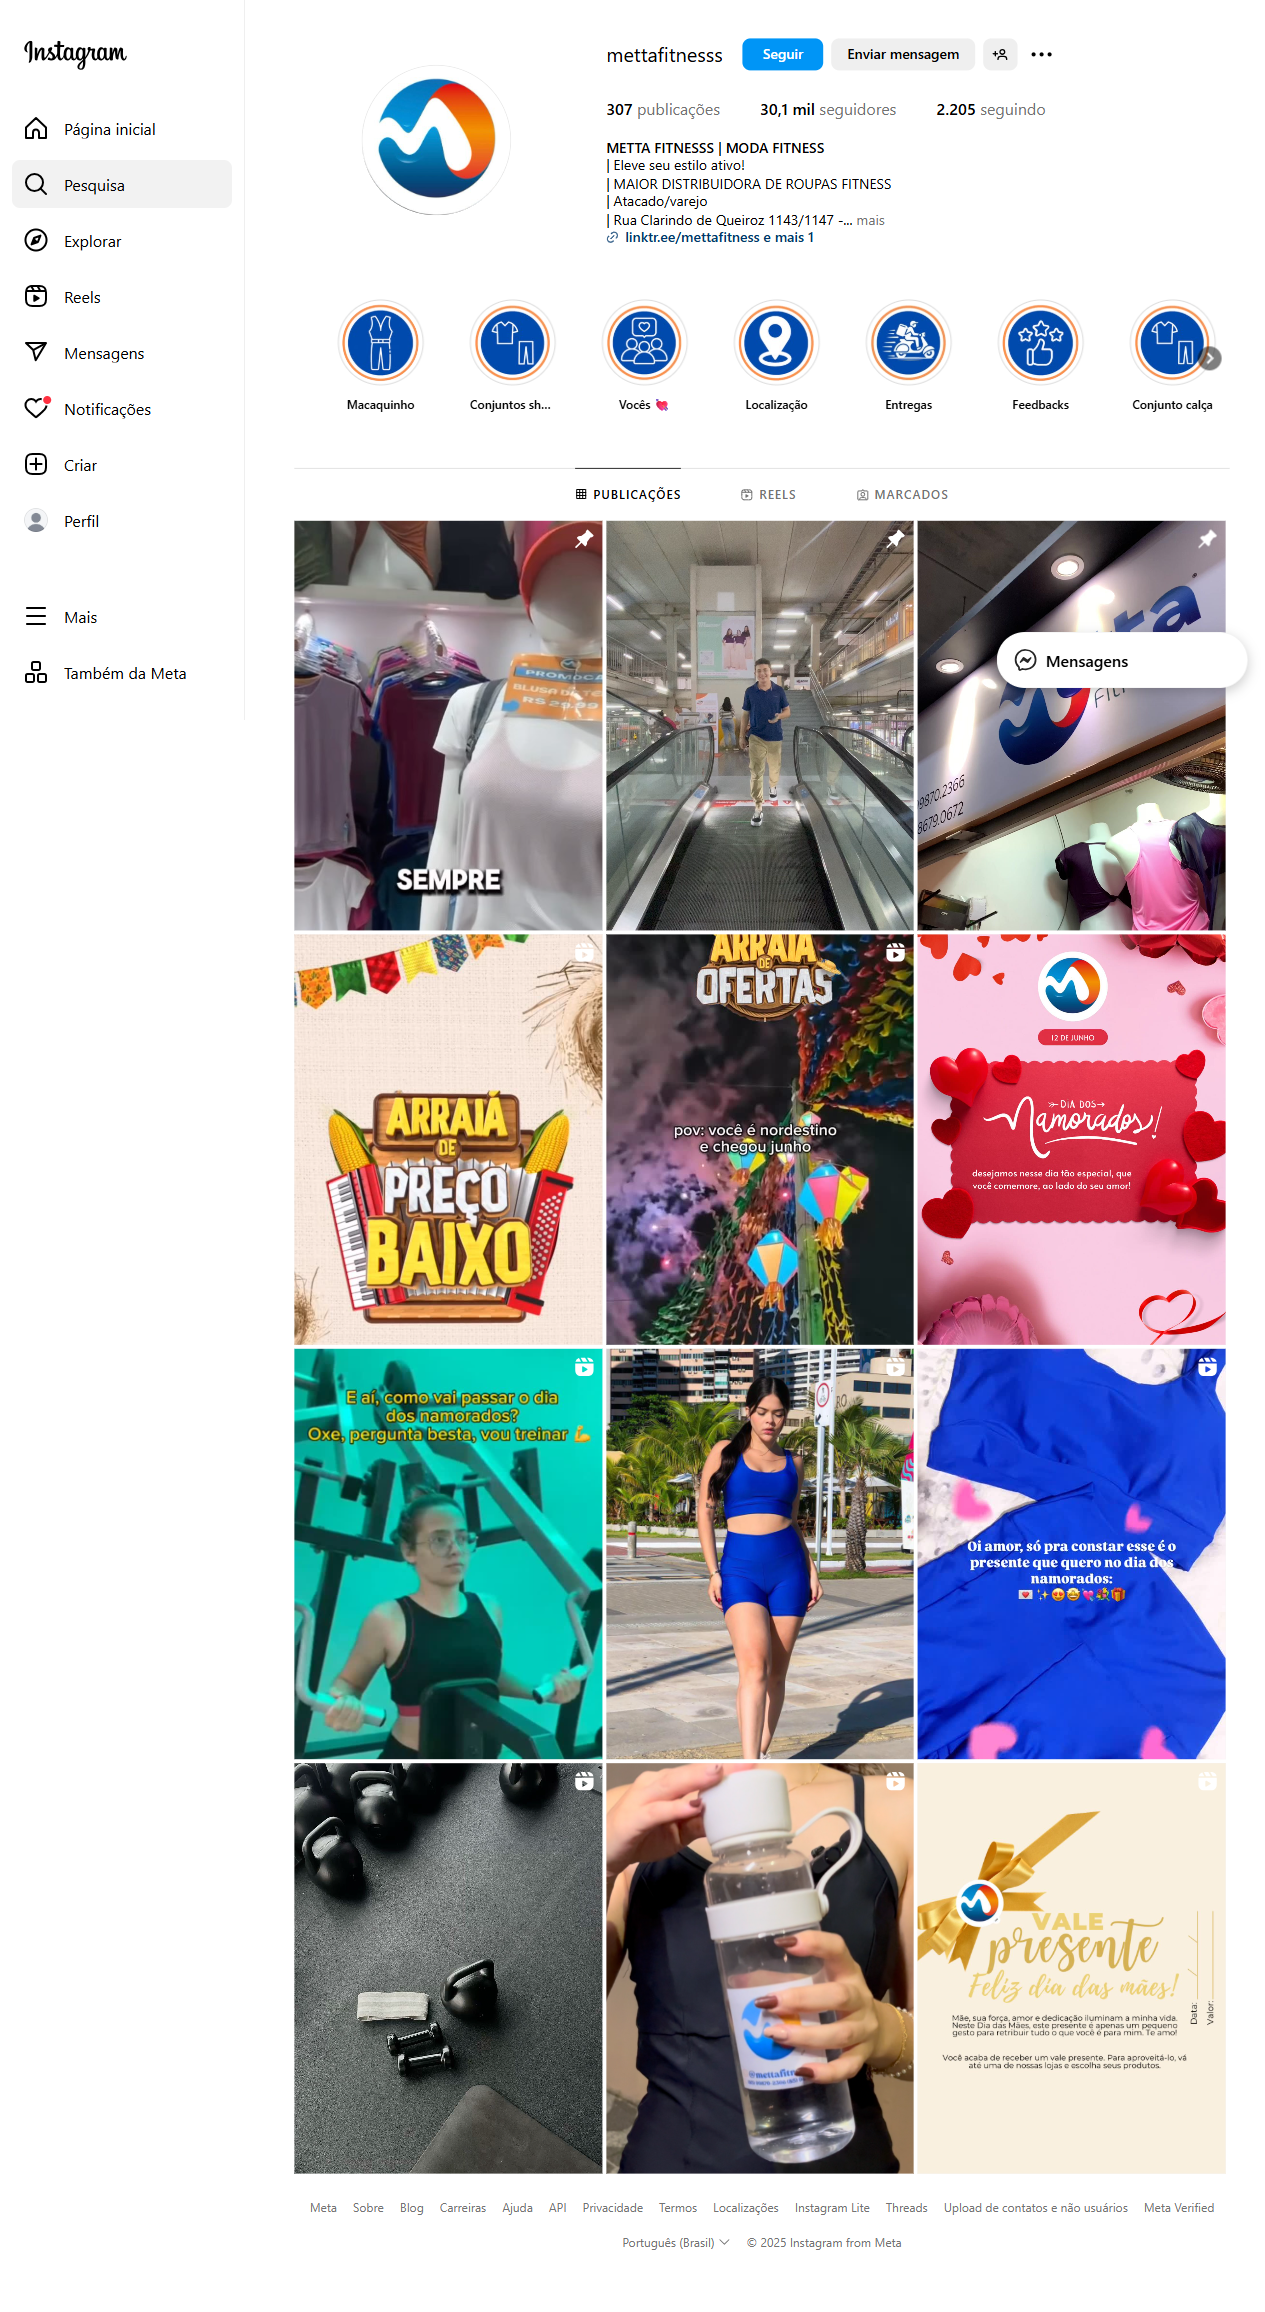 Instagram
Página inicial
Pesquisa
Explorar
Reels
Mensagens
Notificações
Criar
Perfil
Mais
Também da Meta
mettafitnesss
Seguir
Enviar mensagem
307 publicações
30,1 mil seguidores
2.205 seguindo
METTA FITNESSS | MODA FITNESS
| Eleve seu estilo ativo!
| MAIOR DISTRIBUIDORA DE ROUPAS FITNESS
| Atacado/varejo
| Rua Clarindo de Queiroz 1143/1147 -... mais
linktr.ee/mettafitness e mais 1
Macaquinho
Conjuntos sh...
Vocês 💘
Localização
Entregas
Feedbacks
Conjunto calça
PUBLICAÇÕES
REELS
MARCADOS
PROMOCA
BLUSA DE TE
R$ 29,99
SEMPRE
Mensagens
9870.2366
8679.0672
ARRAIÁ
DE
PREÇO
BAIXO
ARRAIA
DE
OFERTAS
pov: você é nordestino
e chegou junho
12 DE JUNHO
DIA DOS
Namorados!
desejamos nesse dia tão especial, que
você comemore, ao lado do seu amor!
E aí, como vai passar o dia
dos namorados?
Oxe, pergunta besta, vou treinar 💪
Oi amor, só pra constar esse é o
presente que quero no dia dos
namorados:
💌✨😍🤩💘💐🎁
@mettafitn
VALE
presente
Feliz dia das mães!
Mãe, sua força, amor e dedicação iluminam a minha vida.
Neste Dia das Mães, este presente é apenas um pequeno
gesto para retribuir tudo o que você é para mim. Te amo!
Você acaba de receber um vale presente. Para aproveitá-lo, vá
até uma de nossas lojas e escolha seus produtos.
Data:
Valor:
Meta
Sobre
Blog
Carreiras
Ajuda
API
Privacidade
Termos
Localizações
Instagram Lite
Threads
Upload de contatos e não usuários
Meta Verified
Português (Brasil)
© 2025 Instagram from Meta